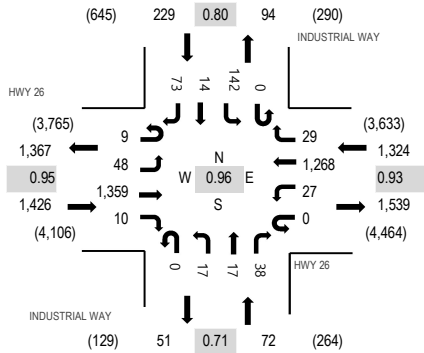 (645) 229 0.80 94 (290)
INDUSTRIAL WAY
73 14 142 0
HWY 26
(3,765) (3,633)
9 29
1,367 1,324
48 N 1,268
0.95 W 0.96 E 0.93
1,359 27
1,426 S 1,539
10 0
(4,106) (4,464)
0 17 17 38
HWY 26
INDUSTRIAL WAY
(129) 51 0.71 72 (264)